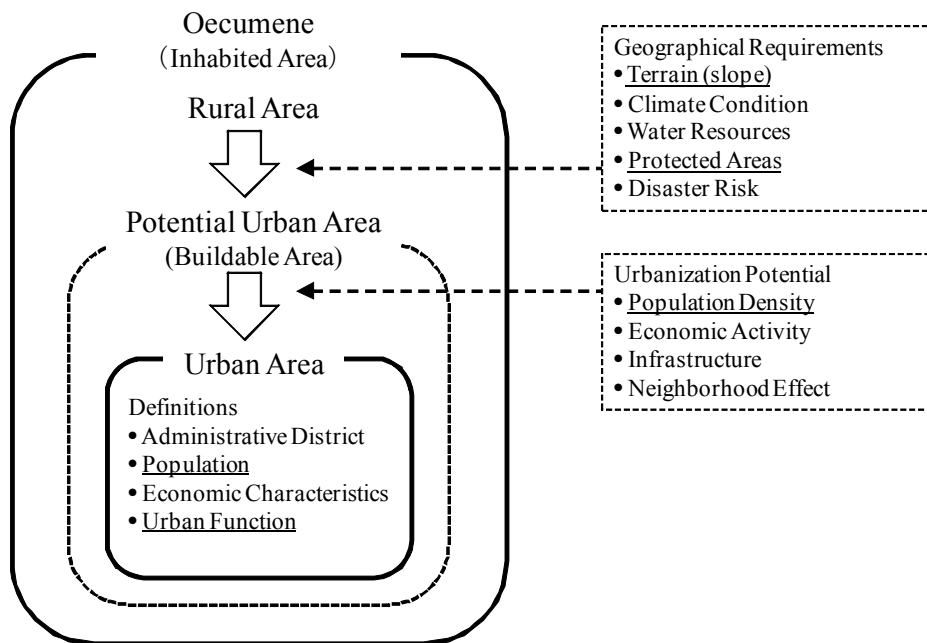 Oecumene
（Inhabited Area）
Rural Area
Potential Urban Area
(Buildable Area)
Urban Area
Definitions
• Administrative District
• Population
• Economic Characteristics
• Urban Function
Geographical Requirements
• Terrain (slope)
• Climate Condition
• Water Resources
• Protected Areas
• Disaster Risk
Urbanization Potential
• Population Density
• Economic Activity
• Infrastructure
• Neighborhood Effect